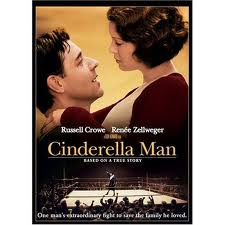 Russell Crowe Renée Zellweger
Cinderella Man
BASED ON A TRUE STORY
One man's extraordinary fight to save the family he loved.